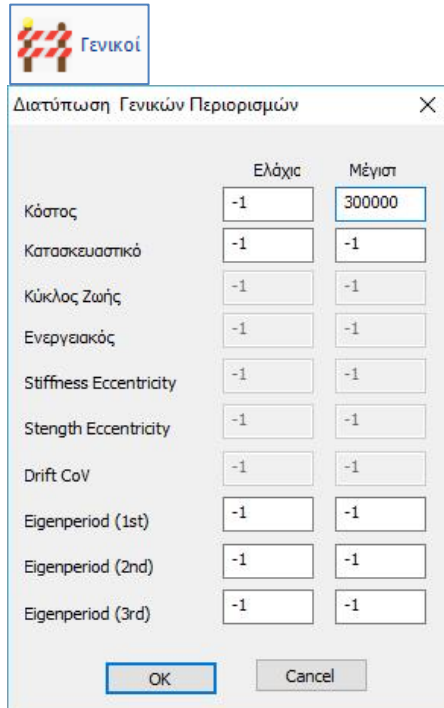 Γενικοί
Διατύπωση Γενικών Περιορισμών
Ελάχισ Μέγιστ
Κόστος -1 300000
Κατασκευαστικό -1 -1
Κύκλος Ζωής -1 -1
Ενεργειακός -1 -1
Stiffness Eccentricity -1 -1
Stength Eccentricity -1 -1
Drift CoV -1 -1
Eigenperiod (1st) -1 -1
Eigenperiod (2nd) -1 -1
Eigenperiod (3rd) -1 -1
OK Cancel